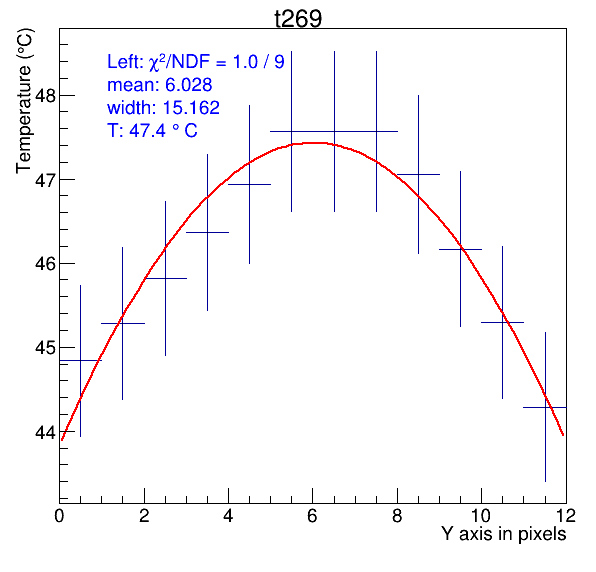 t269
Temperature (°C)
Left: χ²/NDF = 1.0 / 9
mean: 6.028
width: 15.162
T: 47.4 ° C
48
47
46
45
44
0 2 4 6 8 10 12
Y axis in pixels